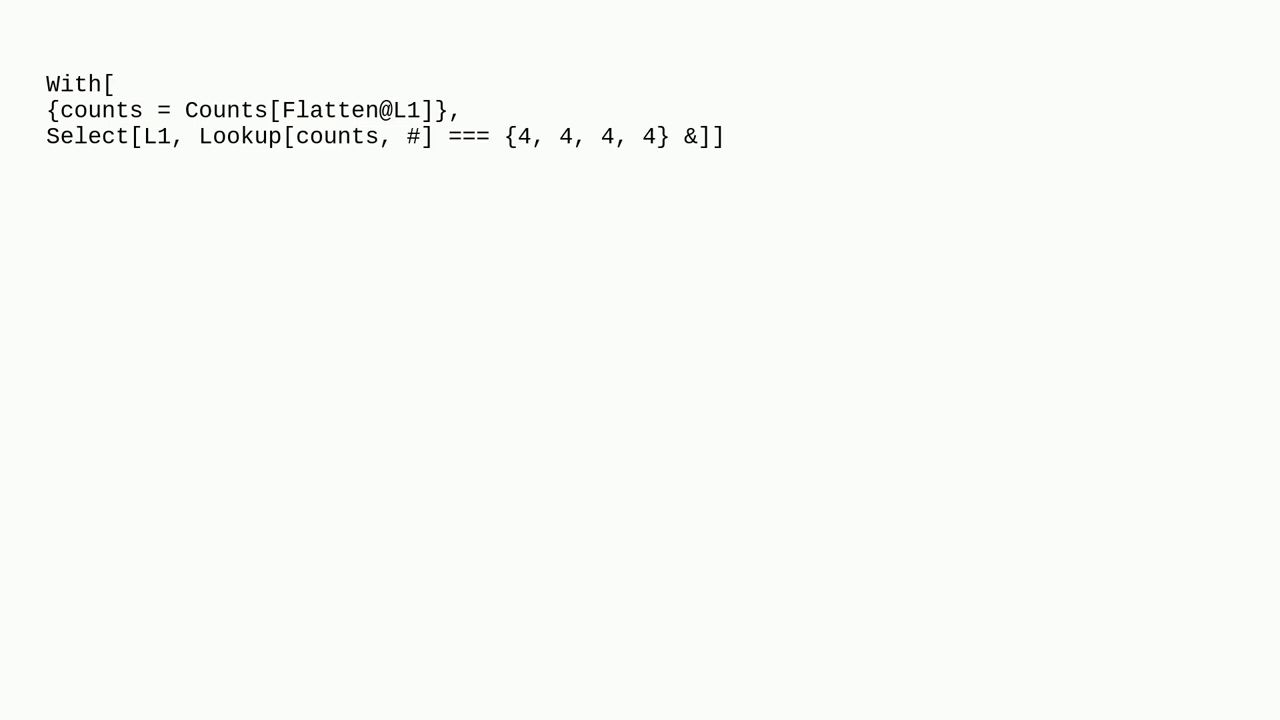 With[
{counts = Counts[Flatten@L1]},
Select[L1, Lookup[counts, #] === {4, 4, 4, 4} &]]